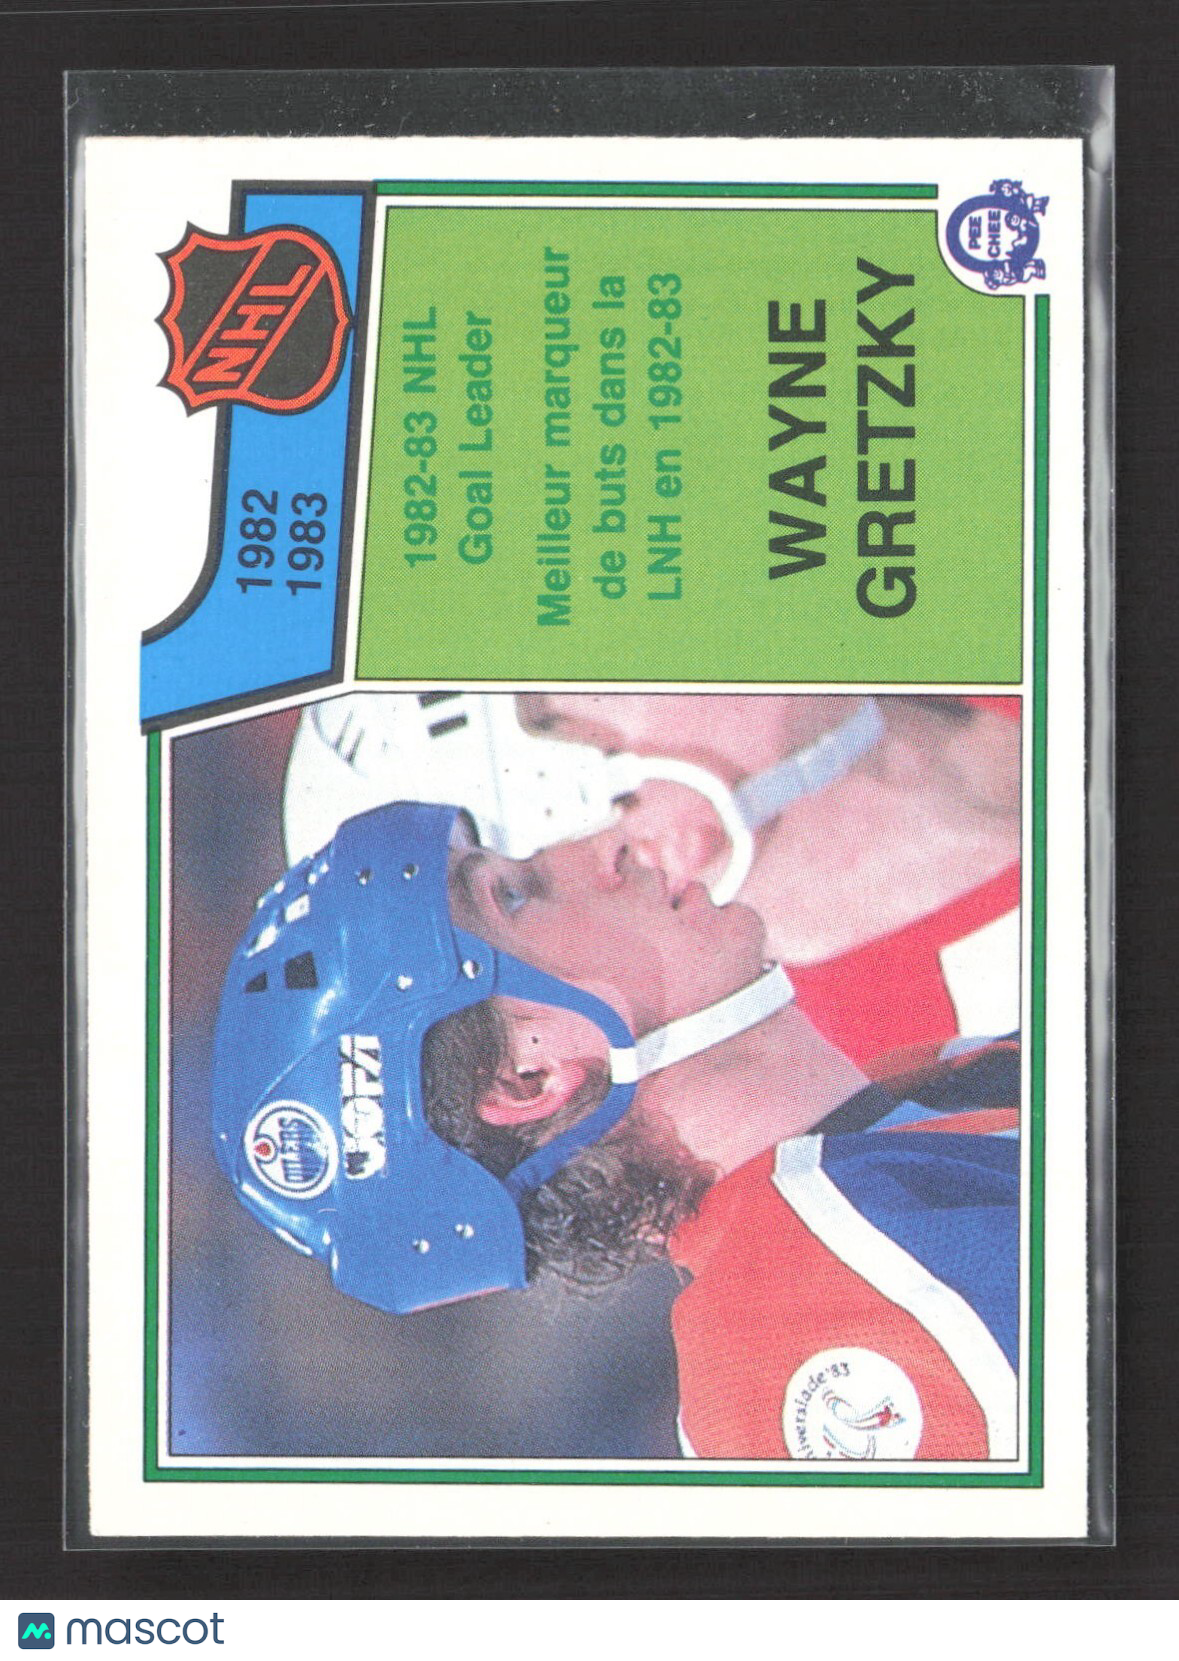 1982
1983
NHL
1982-83 NHL
Goal Leader
Meilleur marqueur
de buts dans la
LNH en 1982-83
WAYNE
GRETZKY
PEE
CHEE
OILERS
JOFA
mascot